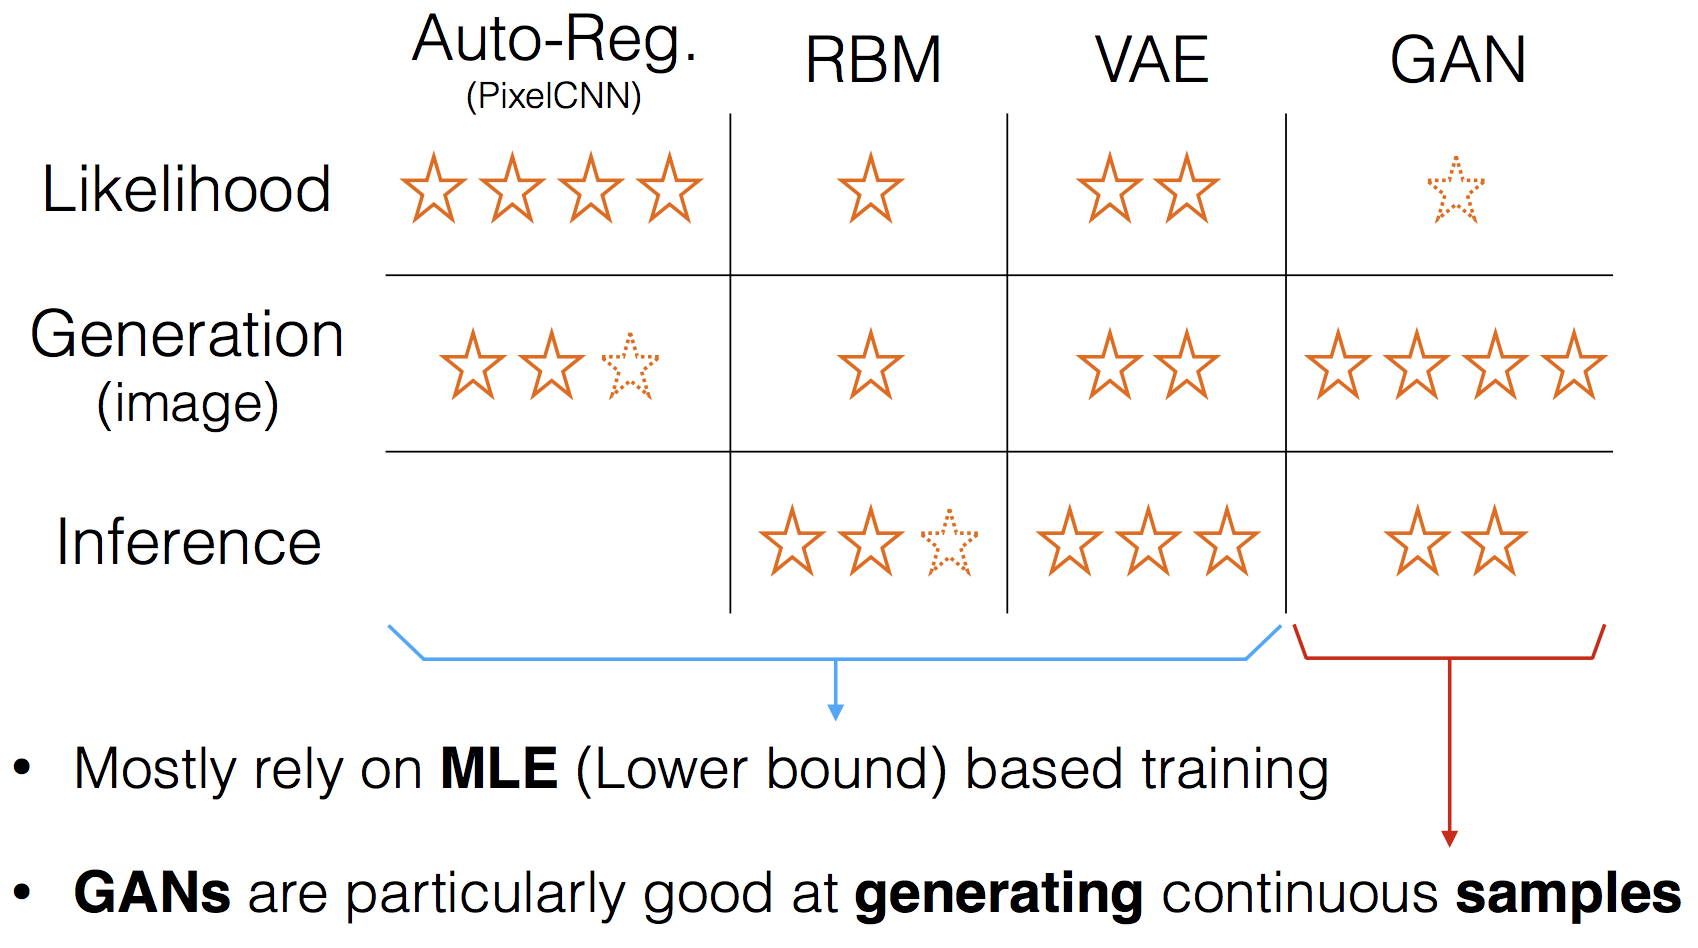 Auto-Reg. RBM VAE GAN
(PixelCNN)
Likelihood
Generation
(image)
Inference
• Mostly rely on MLE (Lower bound) based training
• GANs are particularly good at generating continuous samples